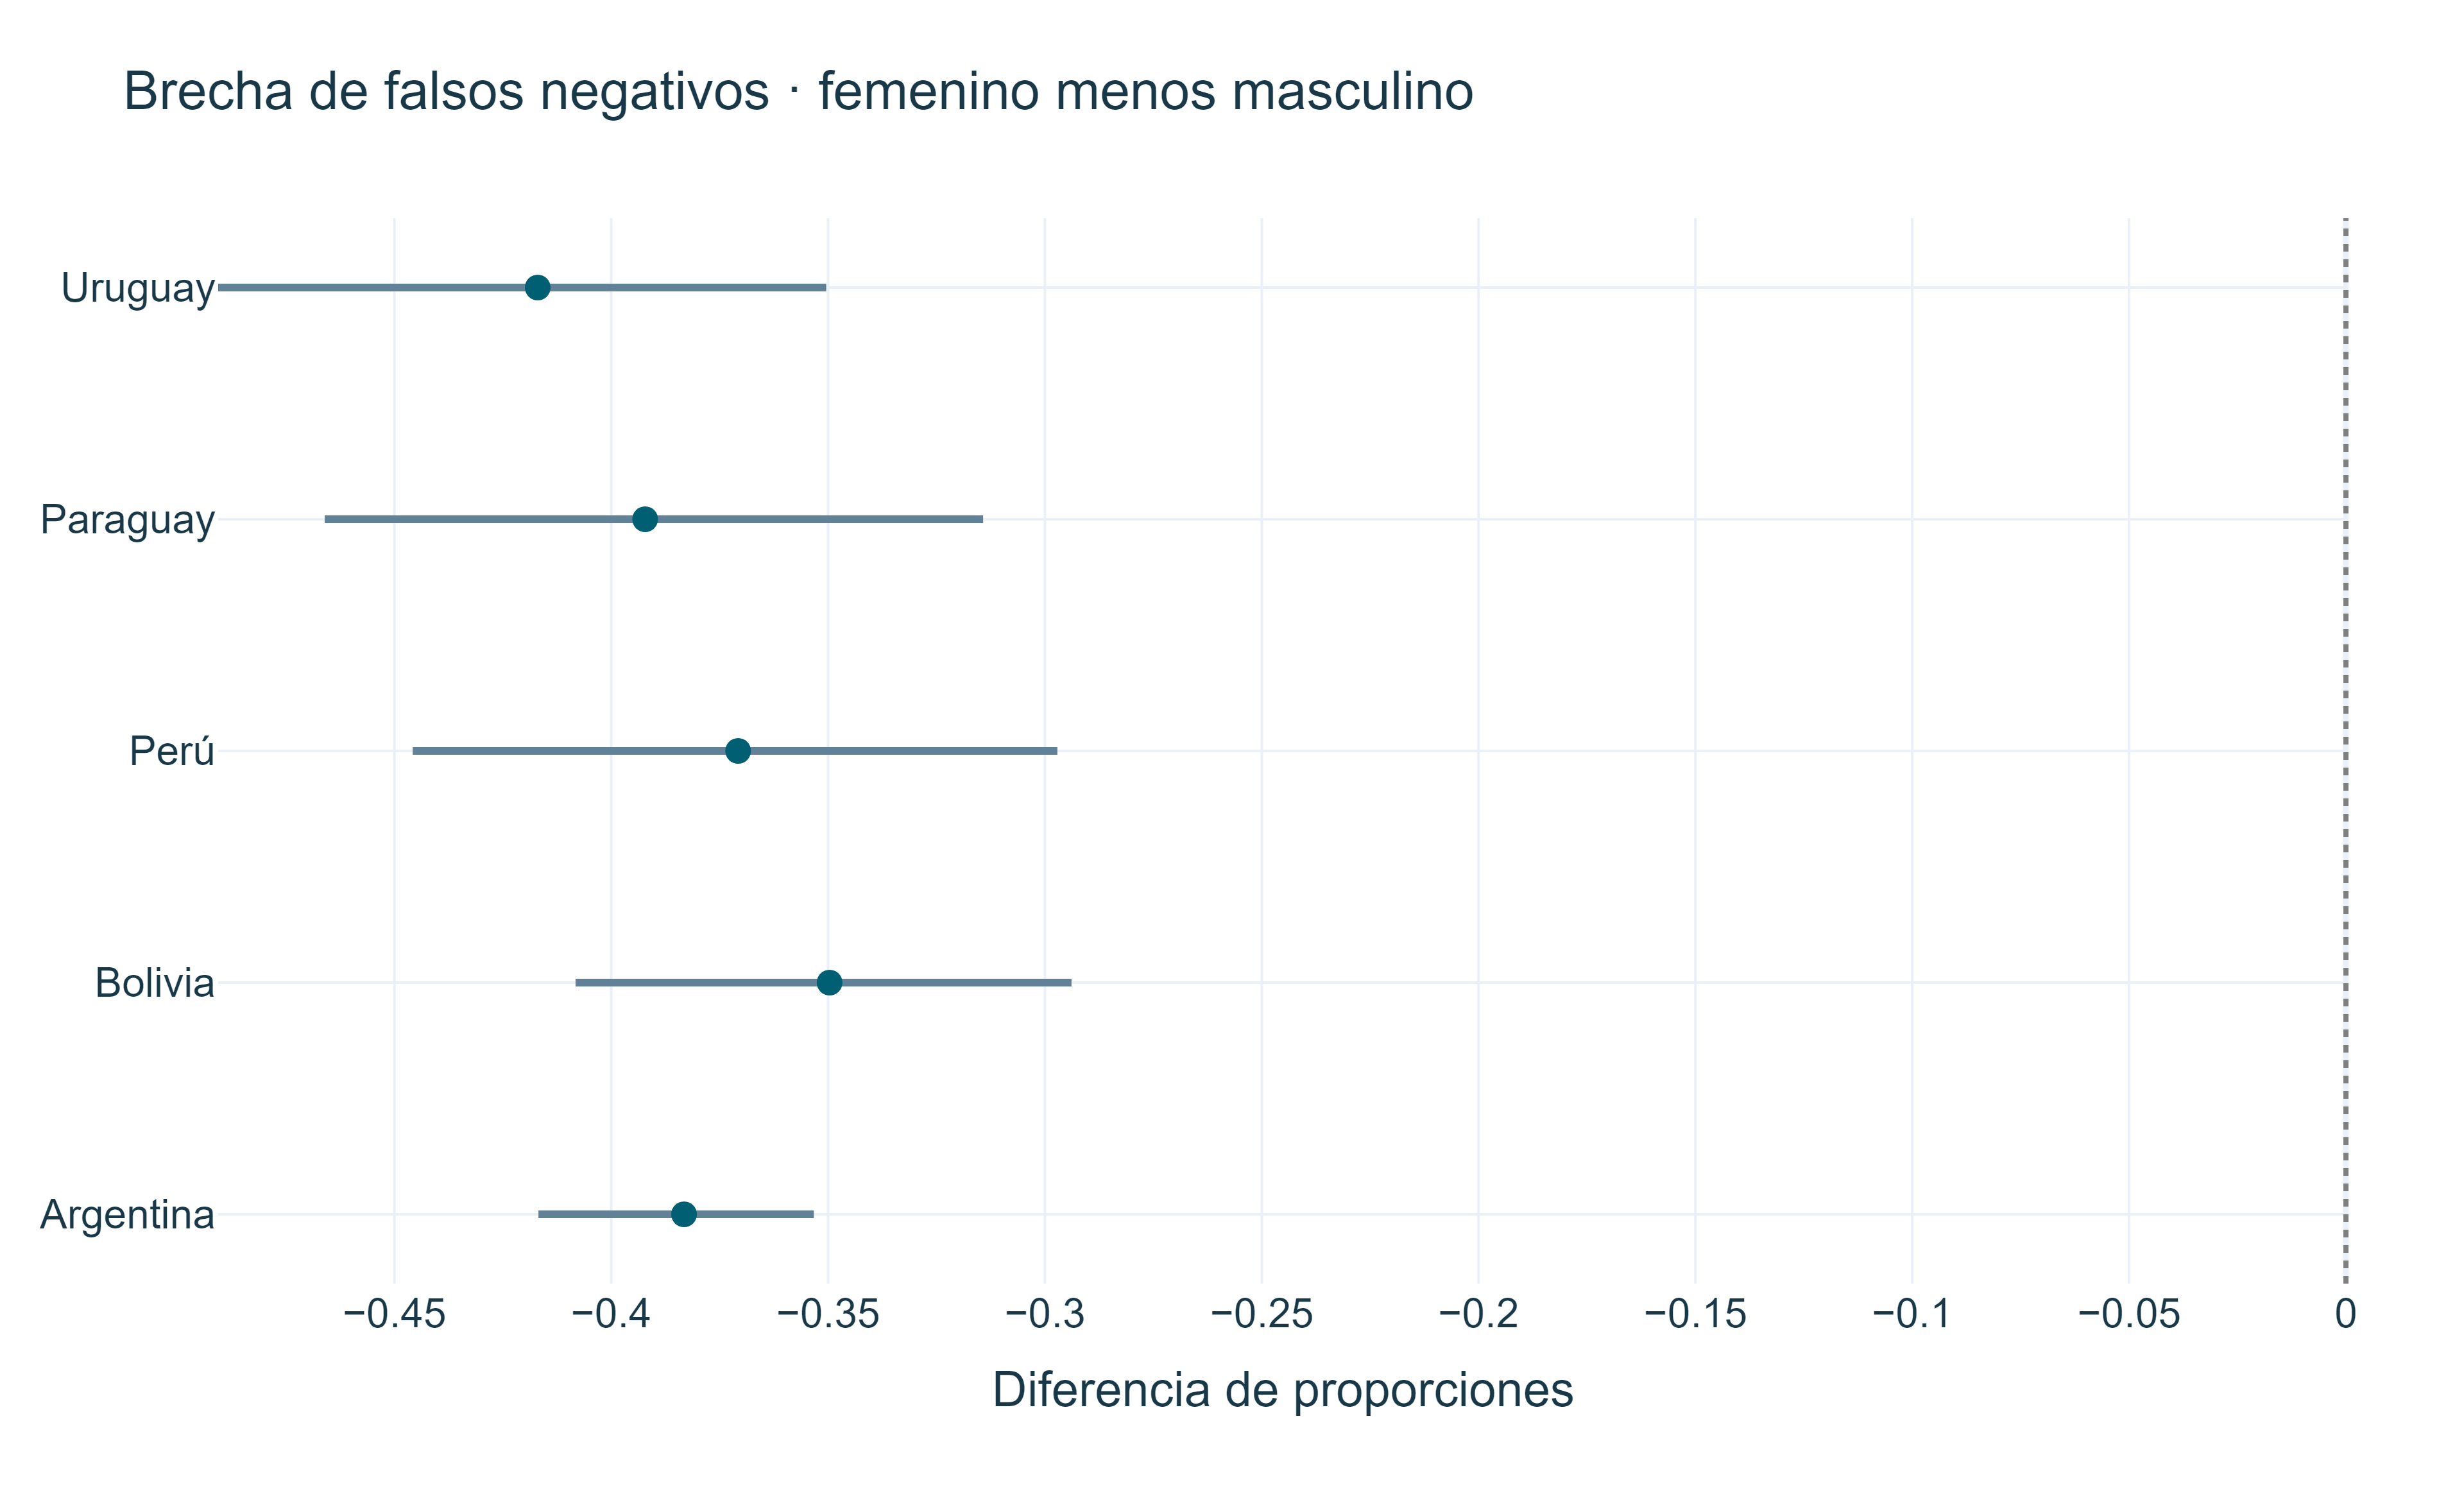 Brecha de falsos negativos · femenino menos masculino
Uruguay
Paraguay
Perú
Bolivia
Argentina
−0.45 −0.4 −0.35 −0.3 −0.25 −0.2 −0.15 −0.1 −0.05 0
Diferencia de proporciones